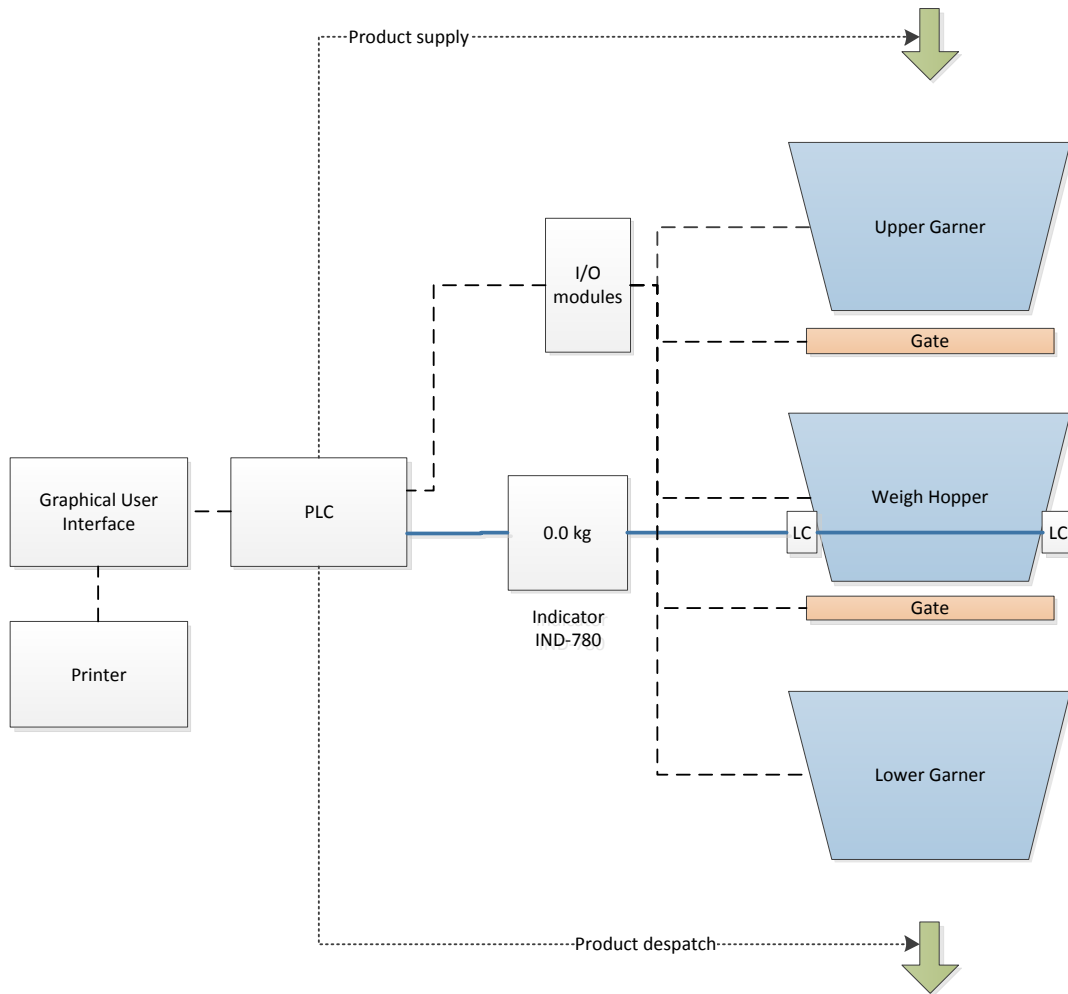 Product supply
Upper Garner
I/O
modules
Gate
Graphical User
Interface
PLC
0.0 kg
Weigh Hopper
LC
LC
Gate
Indicator
IND-780
Printer
Lower Garner
Product despatch